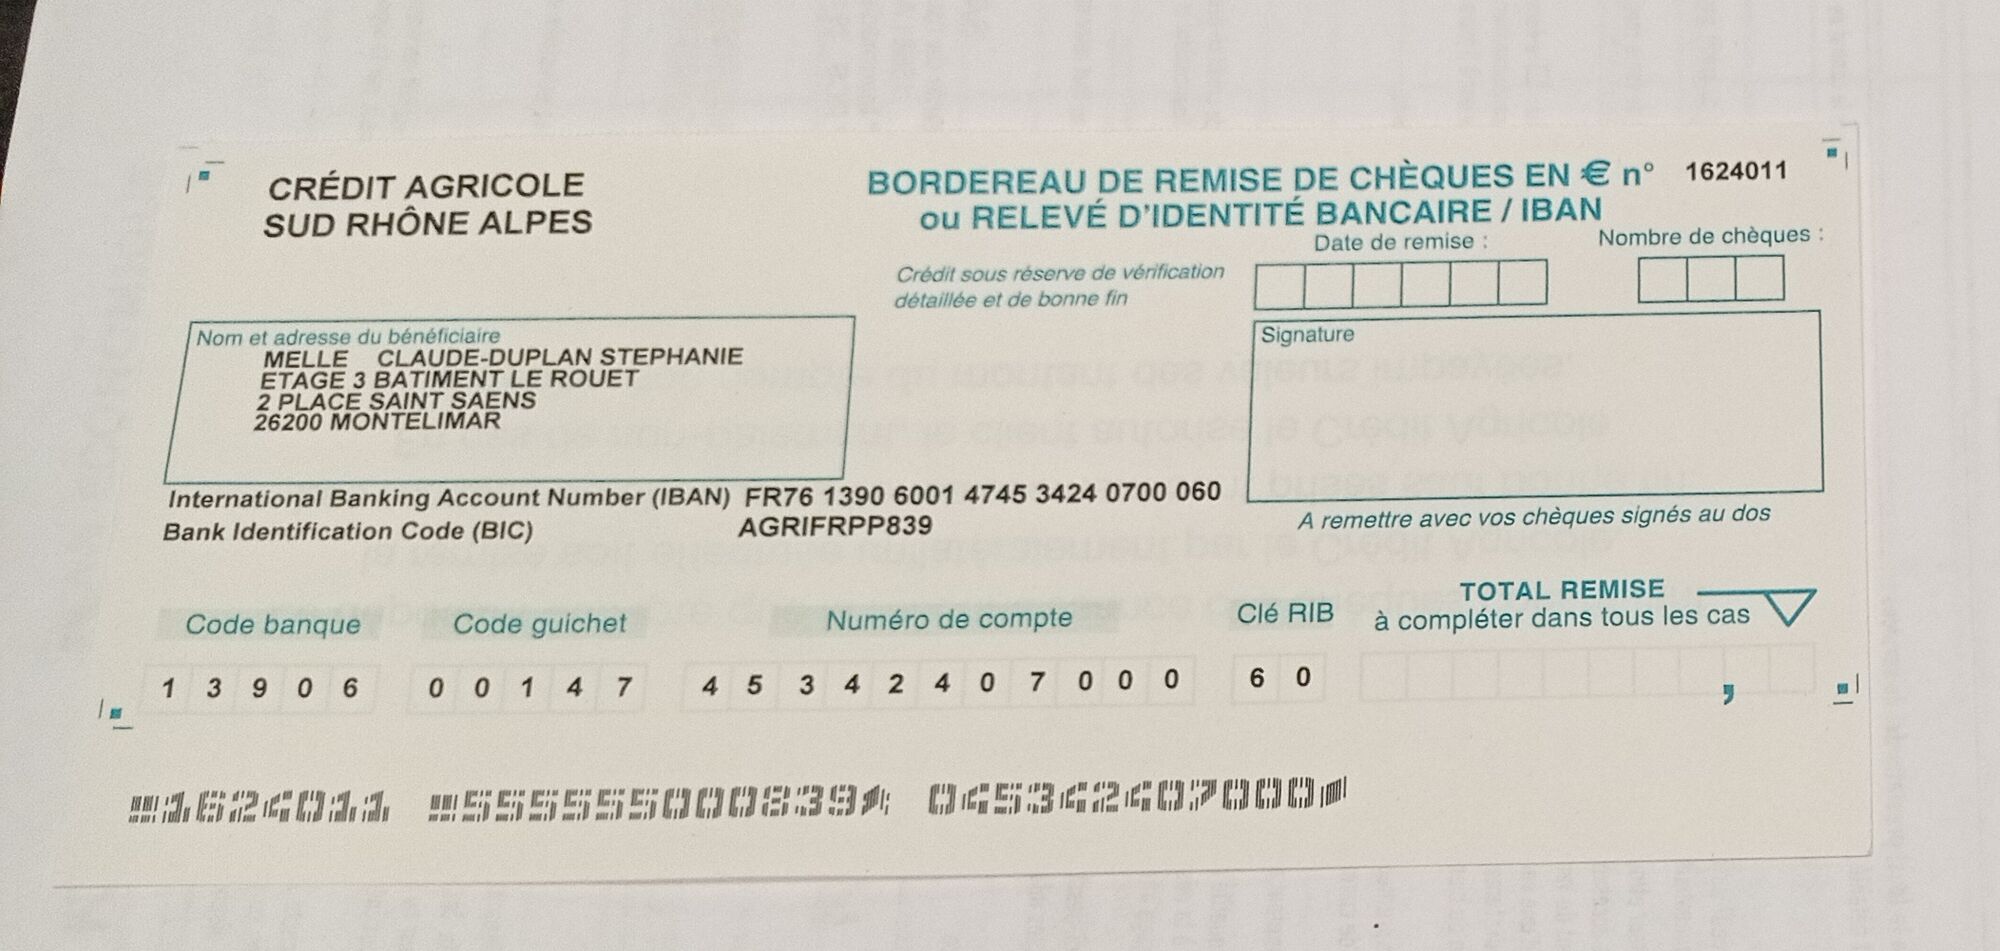 CRÉDIT AGRICOLE
SUD RHÔNE ALPES
BORDEREAU DE REMISE DE CHÈQUES EN € n° 1624011
ou RELEVÉ D'IDENTITÉ BANCAIRE / IBAN
Date de remise :
Nombre de chèques :
Crédit sous réserve de vérification
détaillée et de bonne fin
Nom et adresse du bénéficiaire
MELLE CLAUDE-DUPLAN STEPHANIE
ETAGE 3 BATIMENT LE ROUET
2 PLACE SAINT SAENS
26200 MONTELIMAR
Signature
International Banking Account Number (IBAN) FR76 1390 6001 4745 3424 0700 060
Bank Identification Code (BIC) AGRIFRPP839
A remettre avec vos chèques signés au dos
TOTAL REMISE
à compléter dans tous les cas
Code banque Code guichet Numéro de compte Clé RIB
1 3 9 0 6 0 0 1 4 7 4 5 3 4 2 4 0 7 0 0 0 6 0 ,
1624011 555555000839 045342407000